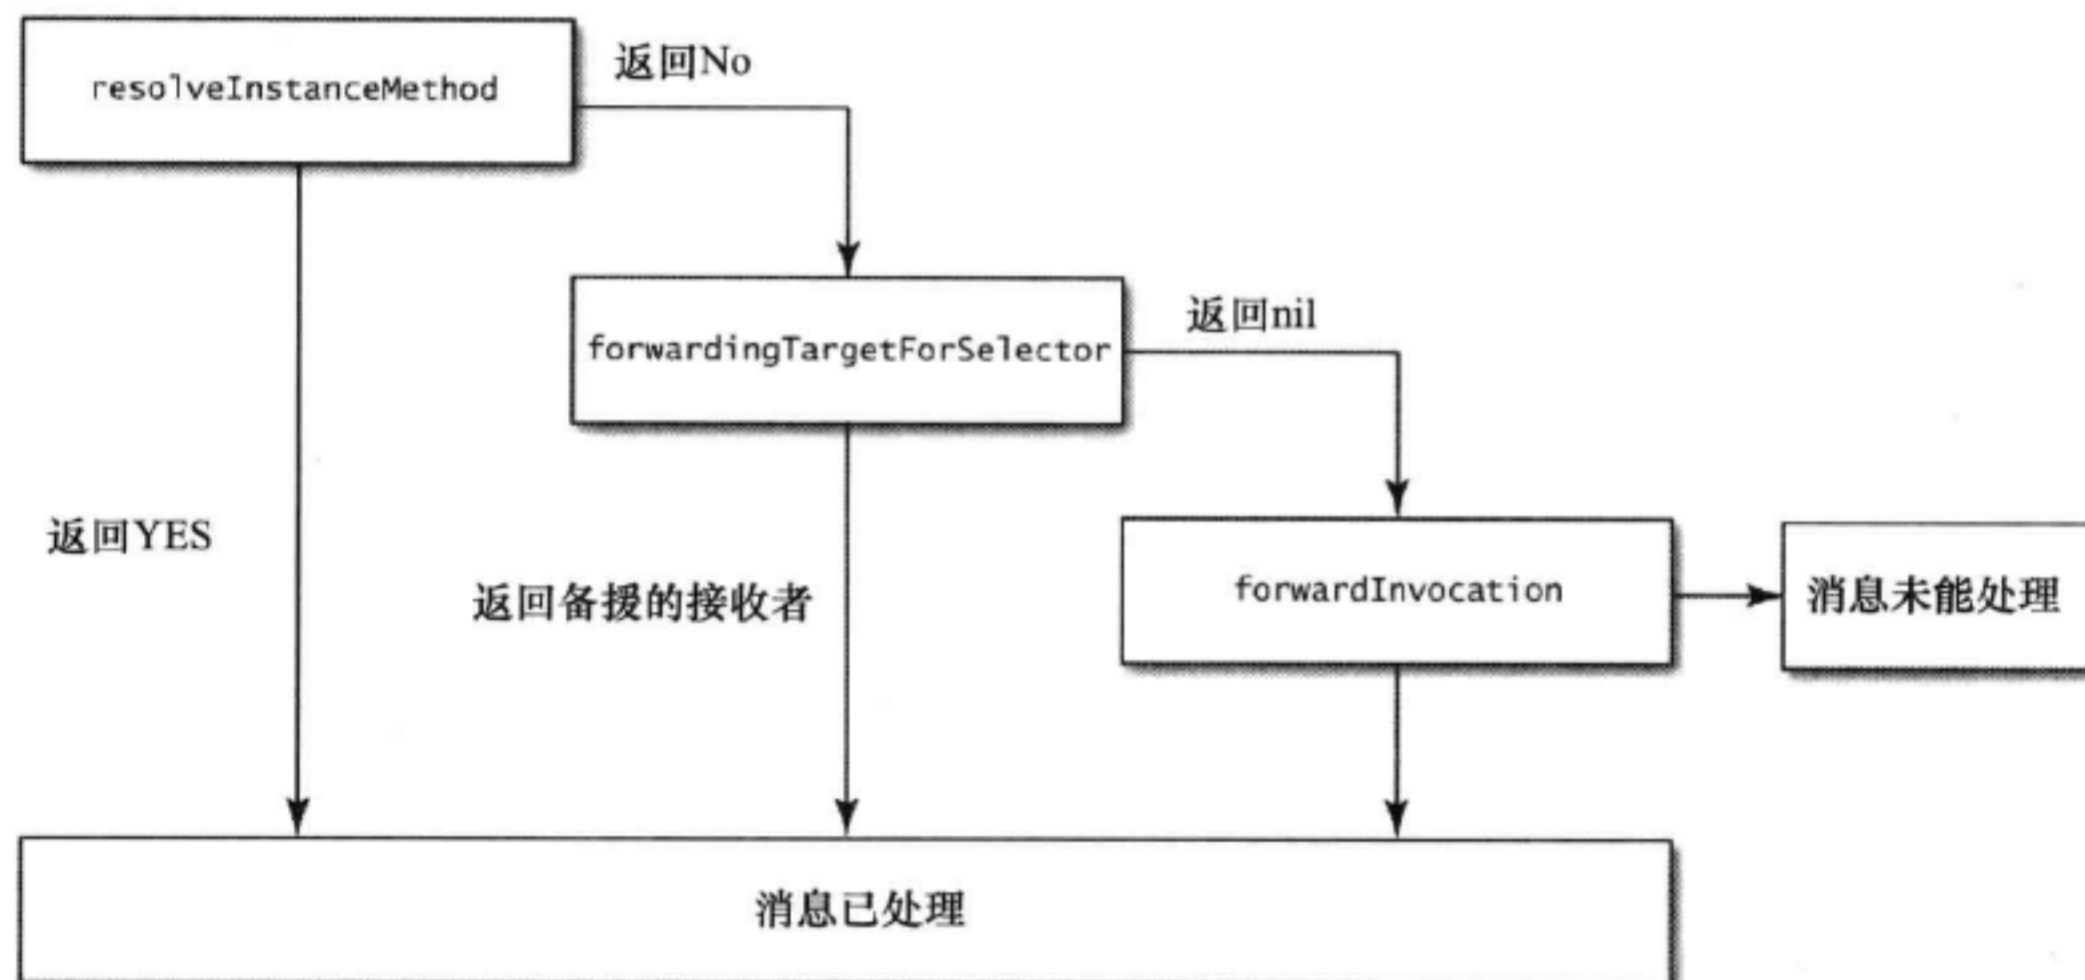 resolveInstanceMethod
返回No
forwardingTargetForSelector
返回nil
返回YES
返回备援的接收者
forwardInvocation
消息未能处理
消息已处理